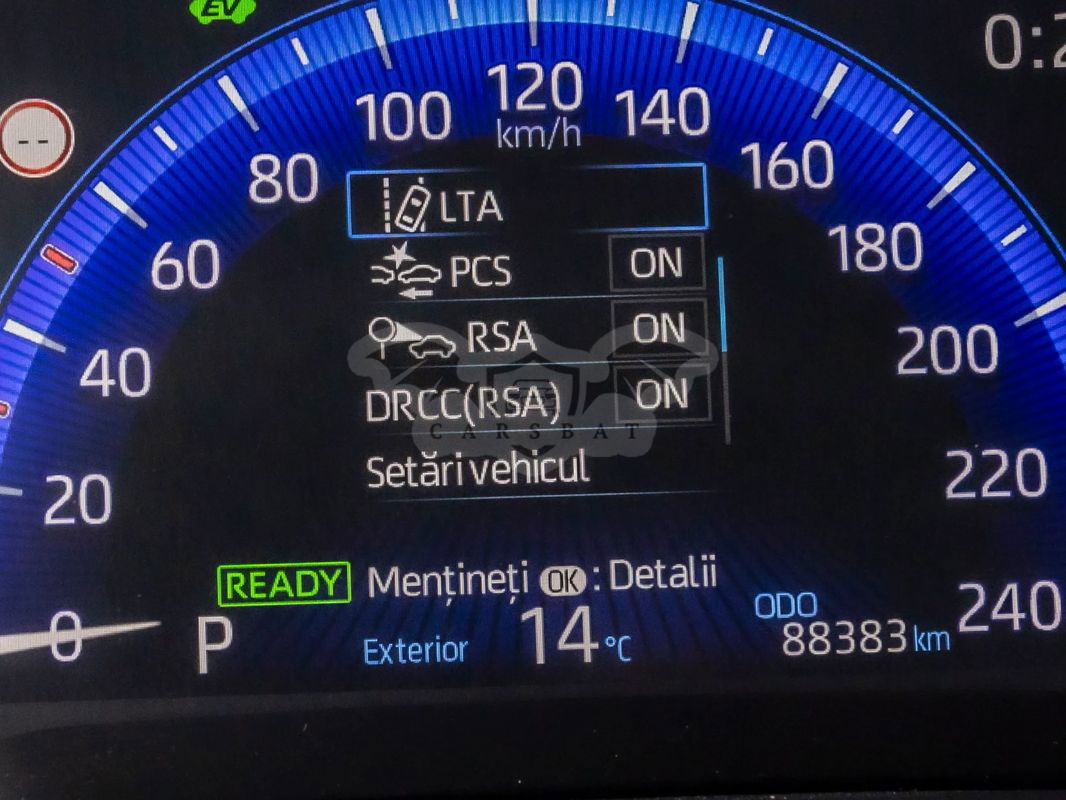 EV
0:2
--
100
120
140
km/h
80
160
LTA
60
180
PCS ON
RSA ON
40
200
DRCC(RSA) ON
CARSBAT
Setări vehicul
20
220
READY Mențineți OK : Detalii
0
P
Exterior 14 °C
ODO
88383 km
240